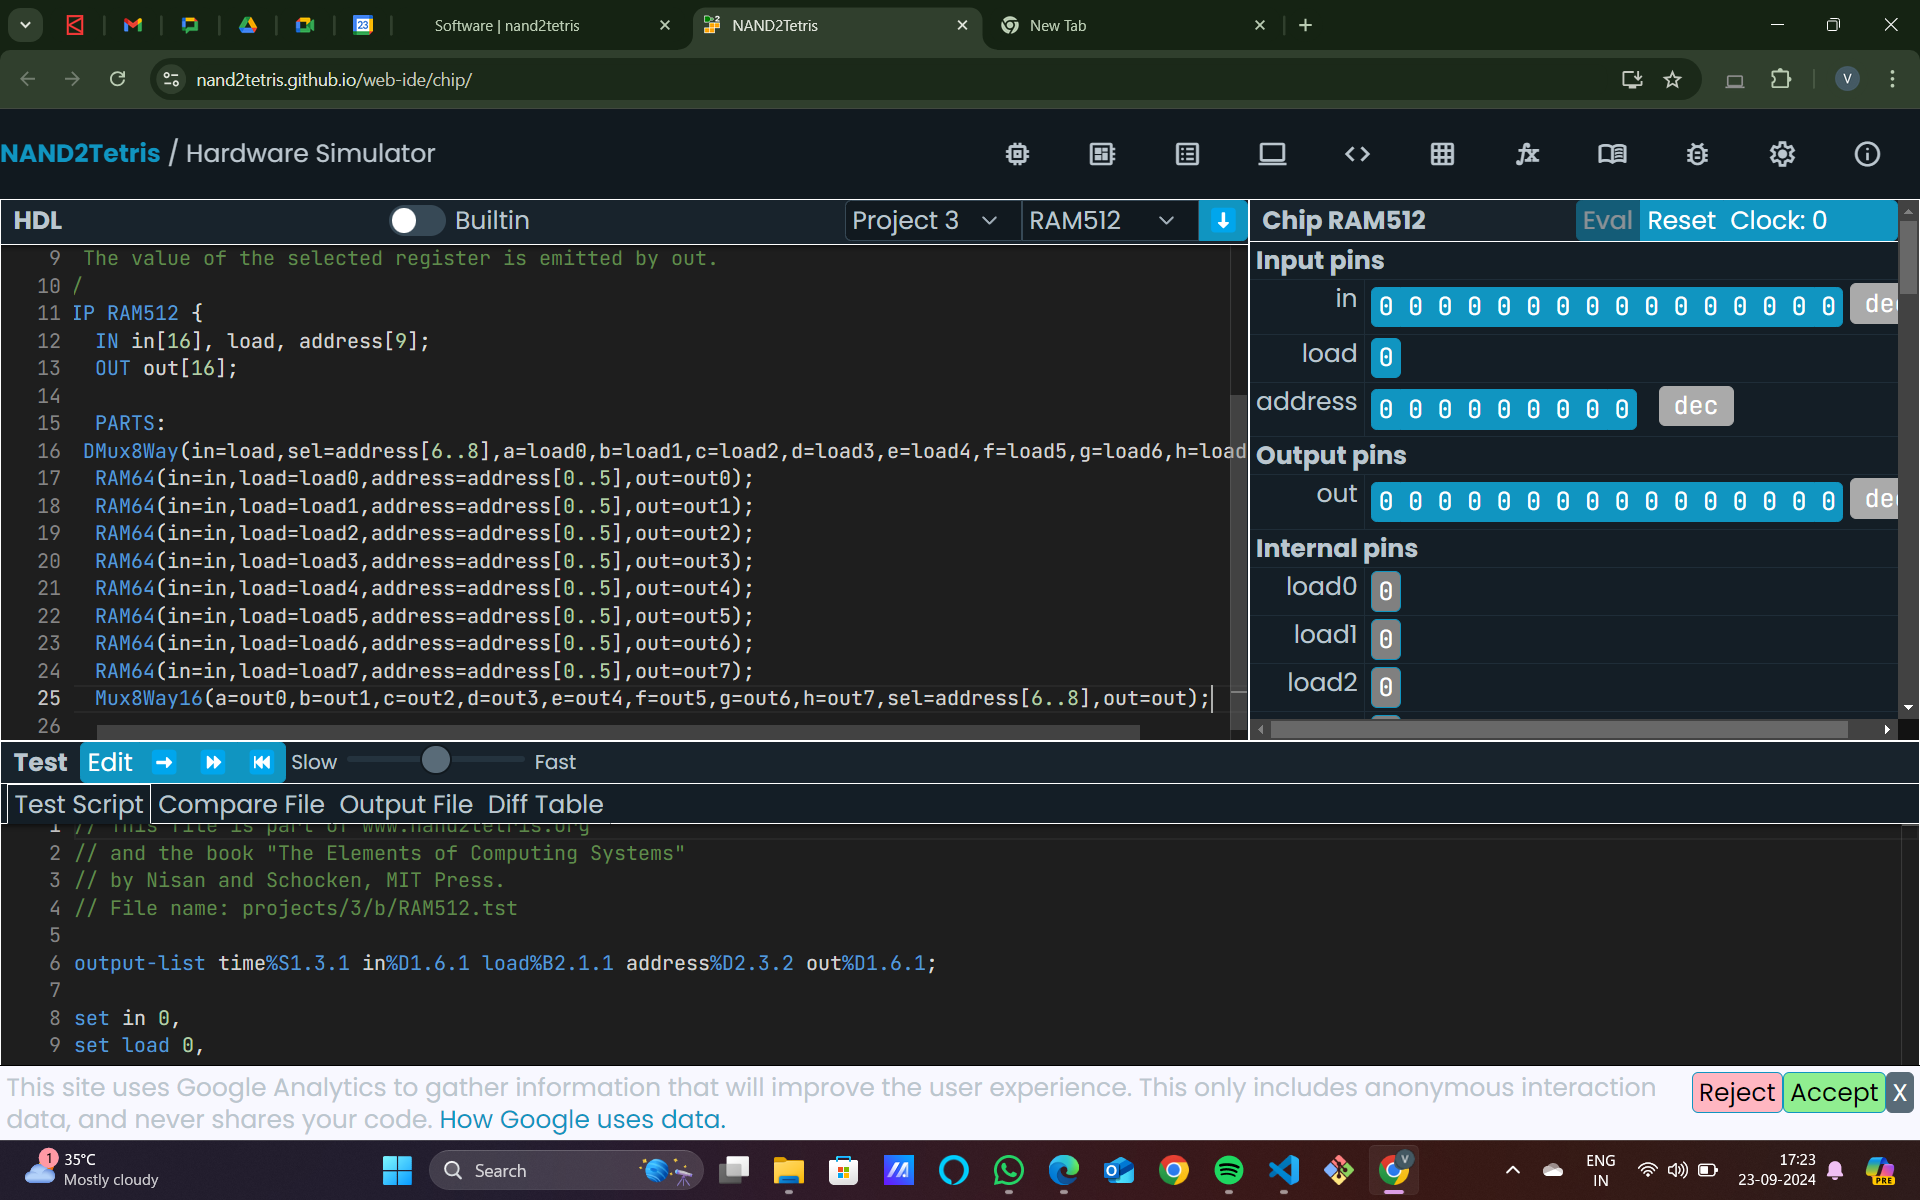 Software | nand2tetris
NAND2Tetris
New Tab
23
nand2tetris.github.io/web-ide/chip/
V
NAND2Tetris / Hardware Simulator
HDL
Builtin
Project 3
RAM512
Chip RAM512
Eval
Reset
Clock: 0
9 The value of the selected register is emitted by out.
10 /
11 IP RAM512 {
12 IN in[16], load, address[9];
13 OUT out[16];
14
15 PARTS:
16 DMux8Way(in=load,sel=address[6..8],a=load0,b=load1,c=load2,d=load3,e=load4,f=load5,g=load6,h=load
17 RAM64(in=in,load=load0,address=address[0..5],out=out0);
18 RAM64(in=in,load=load1,address=address[0..5],out=out1);
19 RAM64(in=in,load=load2,address=address[0..5],out=out2);
20 RAM64(in=in,load=load3,address=address[0..5],out=out3);
21 RAM64(in=in,load=load4,address=address[0..5],out=out4);
22 RAM64(in=in,load=load5,address=address[0..5],out=out5);
23 RAM64(in=in,load=load6,address=address[0..5],out=out6);
24 RAM64(in=in,load=load7,address=address[0..5],out=out7);
25 Mux8Way16(a=out0,b=out1,c=out2,d=out3,e=out4,f=out5,g=out6,h=out7,sel=address[6..8],out=out);
26
Input pins
in 0 0 0 0 0 0 0 0 0 0 0 0 0 0 0 0 dec
load 0
address 0 0 0 0 0 0 0 0 0 dec
Output pins
out 0 0 0 0 0 0 0 0 0 0 0 0 0 0 0 0 dec
Internal pins
load0 0
load1 0
load2 0
Test Edit Slow Fast
Test Script Compare File Output File Diff Table
1 // This file is part of www.nand2tetris.org
2 // and the book "The Elements of Computing Systems"
3 // by Nisan and Schocken, MIT Press.
4 // File name: projects/3/b/RAM512.tst
5
6 output-list time%S1.3.1 in%D1.6.1 load%B2.1.1 address%D2.3.2 out%D1.6.1;
7
8 set in 0,
9 set load 0,
This site uses Google Analytics to gather information that will improve the user experience. This only includes anonymous interaction
data, and never shares your code. How Google uses data.
Reject Accept X
1
35°C
Mostly cloudy
Search
V
ENG
IN
17:23
23-09-2024
PRE